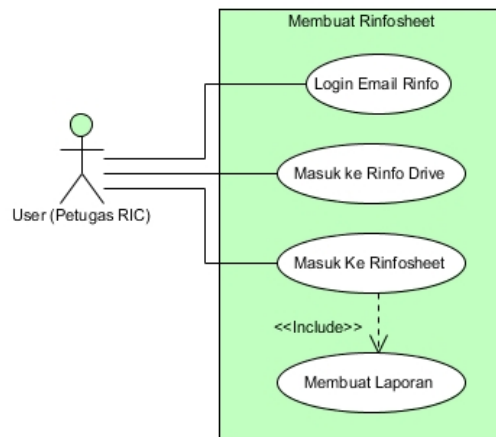 Membuat Rinfosheet
Login Email Rinfo
Masuk ke Rinfo Drive
User (Petugas RIC)
Masuk Ke Rinfosheet
<<Include>>
Membuat Laporan